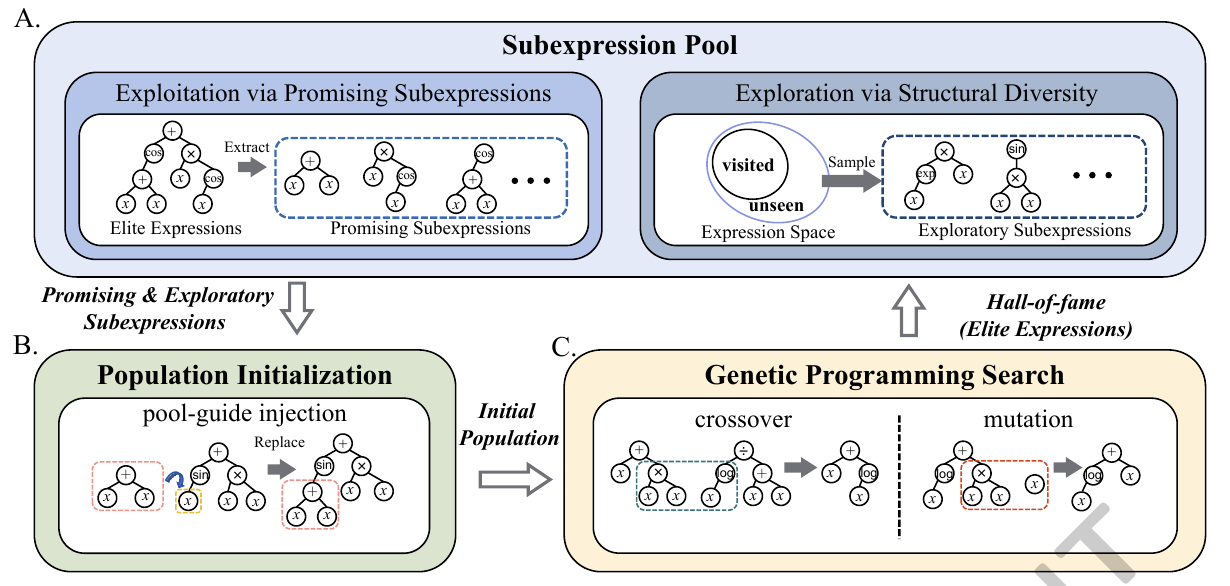 A.
Subexpression Pool
Exploitation via Promising Subexpressions
+
cos ×
+ x cos
x x x
Elite Expressions
Extract
+
x x
×
x cos
x
cos
+
x x
•••
Promising Subexpressions
Exploration via Structural Diversity
visited
unseen
Expression Space
Sample
×
exp x
x
sin
×
x x
•••
Exploratory Subexpressions
Promising & Exploratory
Subexpressions
Hall-of-fame
(Elite Expressions)
B.
Population Initialization
pool-guide injection
+
x x
+
sin ×
x x x
Replace
+
sin ×
+ x x
x x
Initial
Population
C.
Genetic Programming Search
crossover
+
x ×
x x
÷
log +
x x x
+
x log
x
mutation
+
log ×
x x x
x
+
log x
x